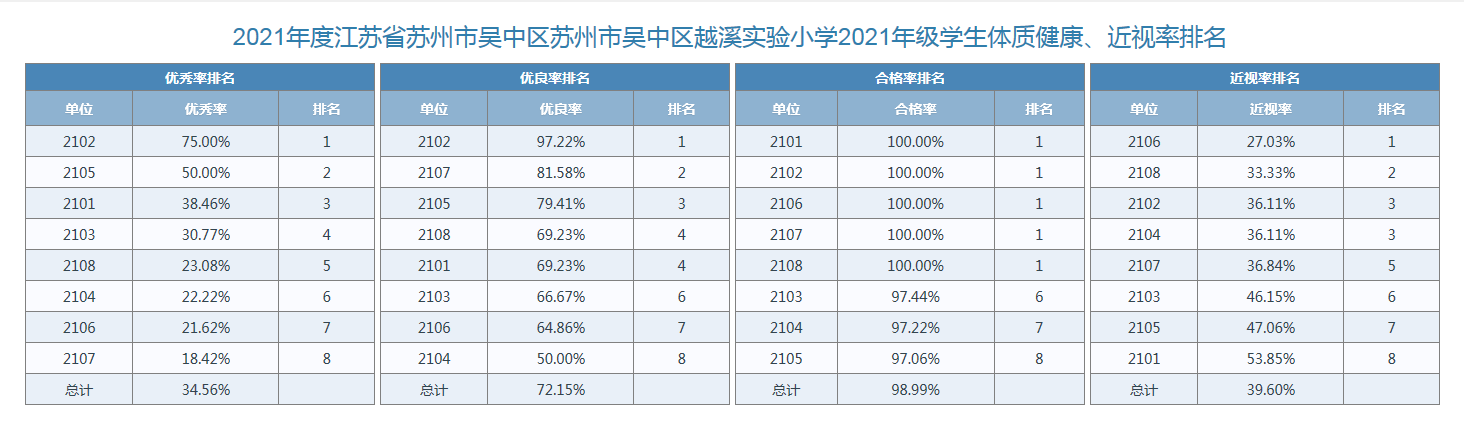 2021年度江苏省苏州市吴中区苏州市吴中区越溪实验小学2021年级学生体质健康、近视率排名
优秀率排名 优良率排名 合格率排名 近视率排名
单位 优秀率 排名 单位 优良率 排名 单位 合格率 排名 单位 近视率 排名
2102 75.00% 1 2102 97.22% 1 2101 100.00% 1 2106 27.03% 1
2105 50.00% 2 2107 81.58% 2 2102 100.00% 1 2108 33.33% 2
2101 38.46% 3 2105 79.41% 3 2106 100.00% 1 2102 36.11% 3
2103 30.77% 4 2108 69.23% 4 2107 100.00% 1 2104 36.11% 3
2108 23.08% 5 2101 69.23% 4 2108 100.00% 1 2107 36.84% 5
2104 22.22% 6 2103 66.67% 6 2103 97.44% 6 2103 46.15% 6
2106 21.62% 7 2106 64.86% 7 2104 97.22% 7 2105 47.06% 7
2107 18.42% 8 2104 50.00% 8 2105 97.06% 8 2101 53.85% 8
总计 34.56% 总计 72.15% 总计 98.99% 总计 39.60%